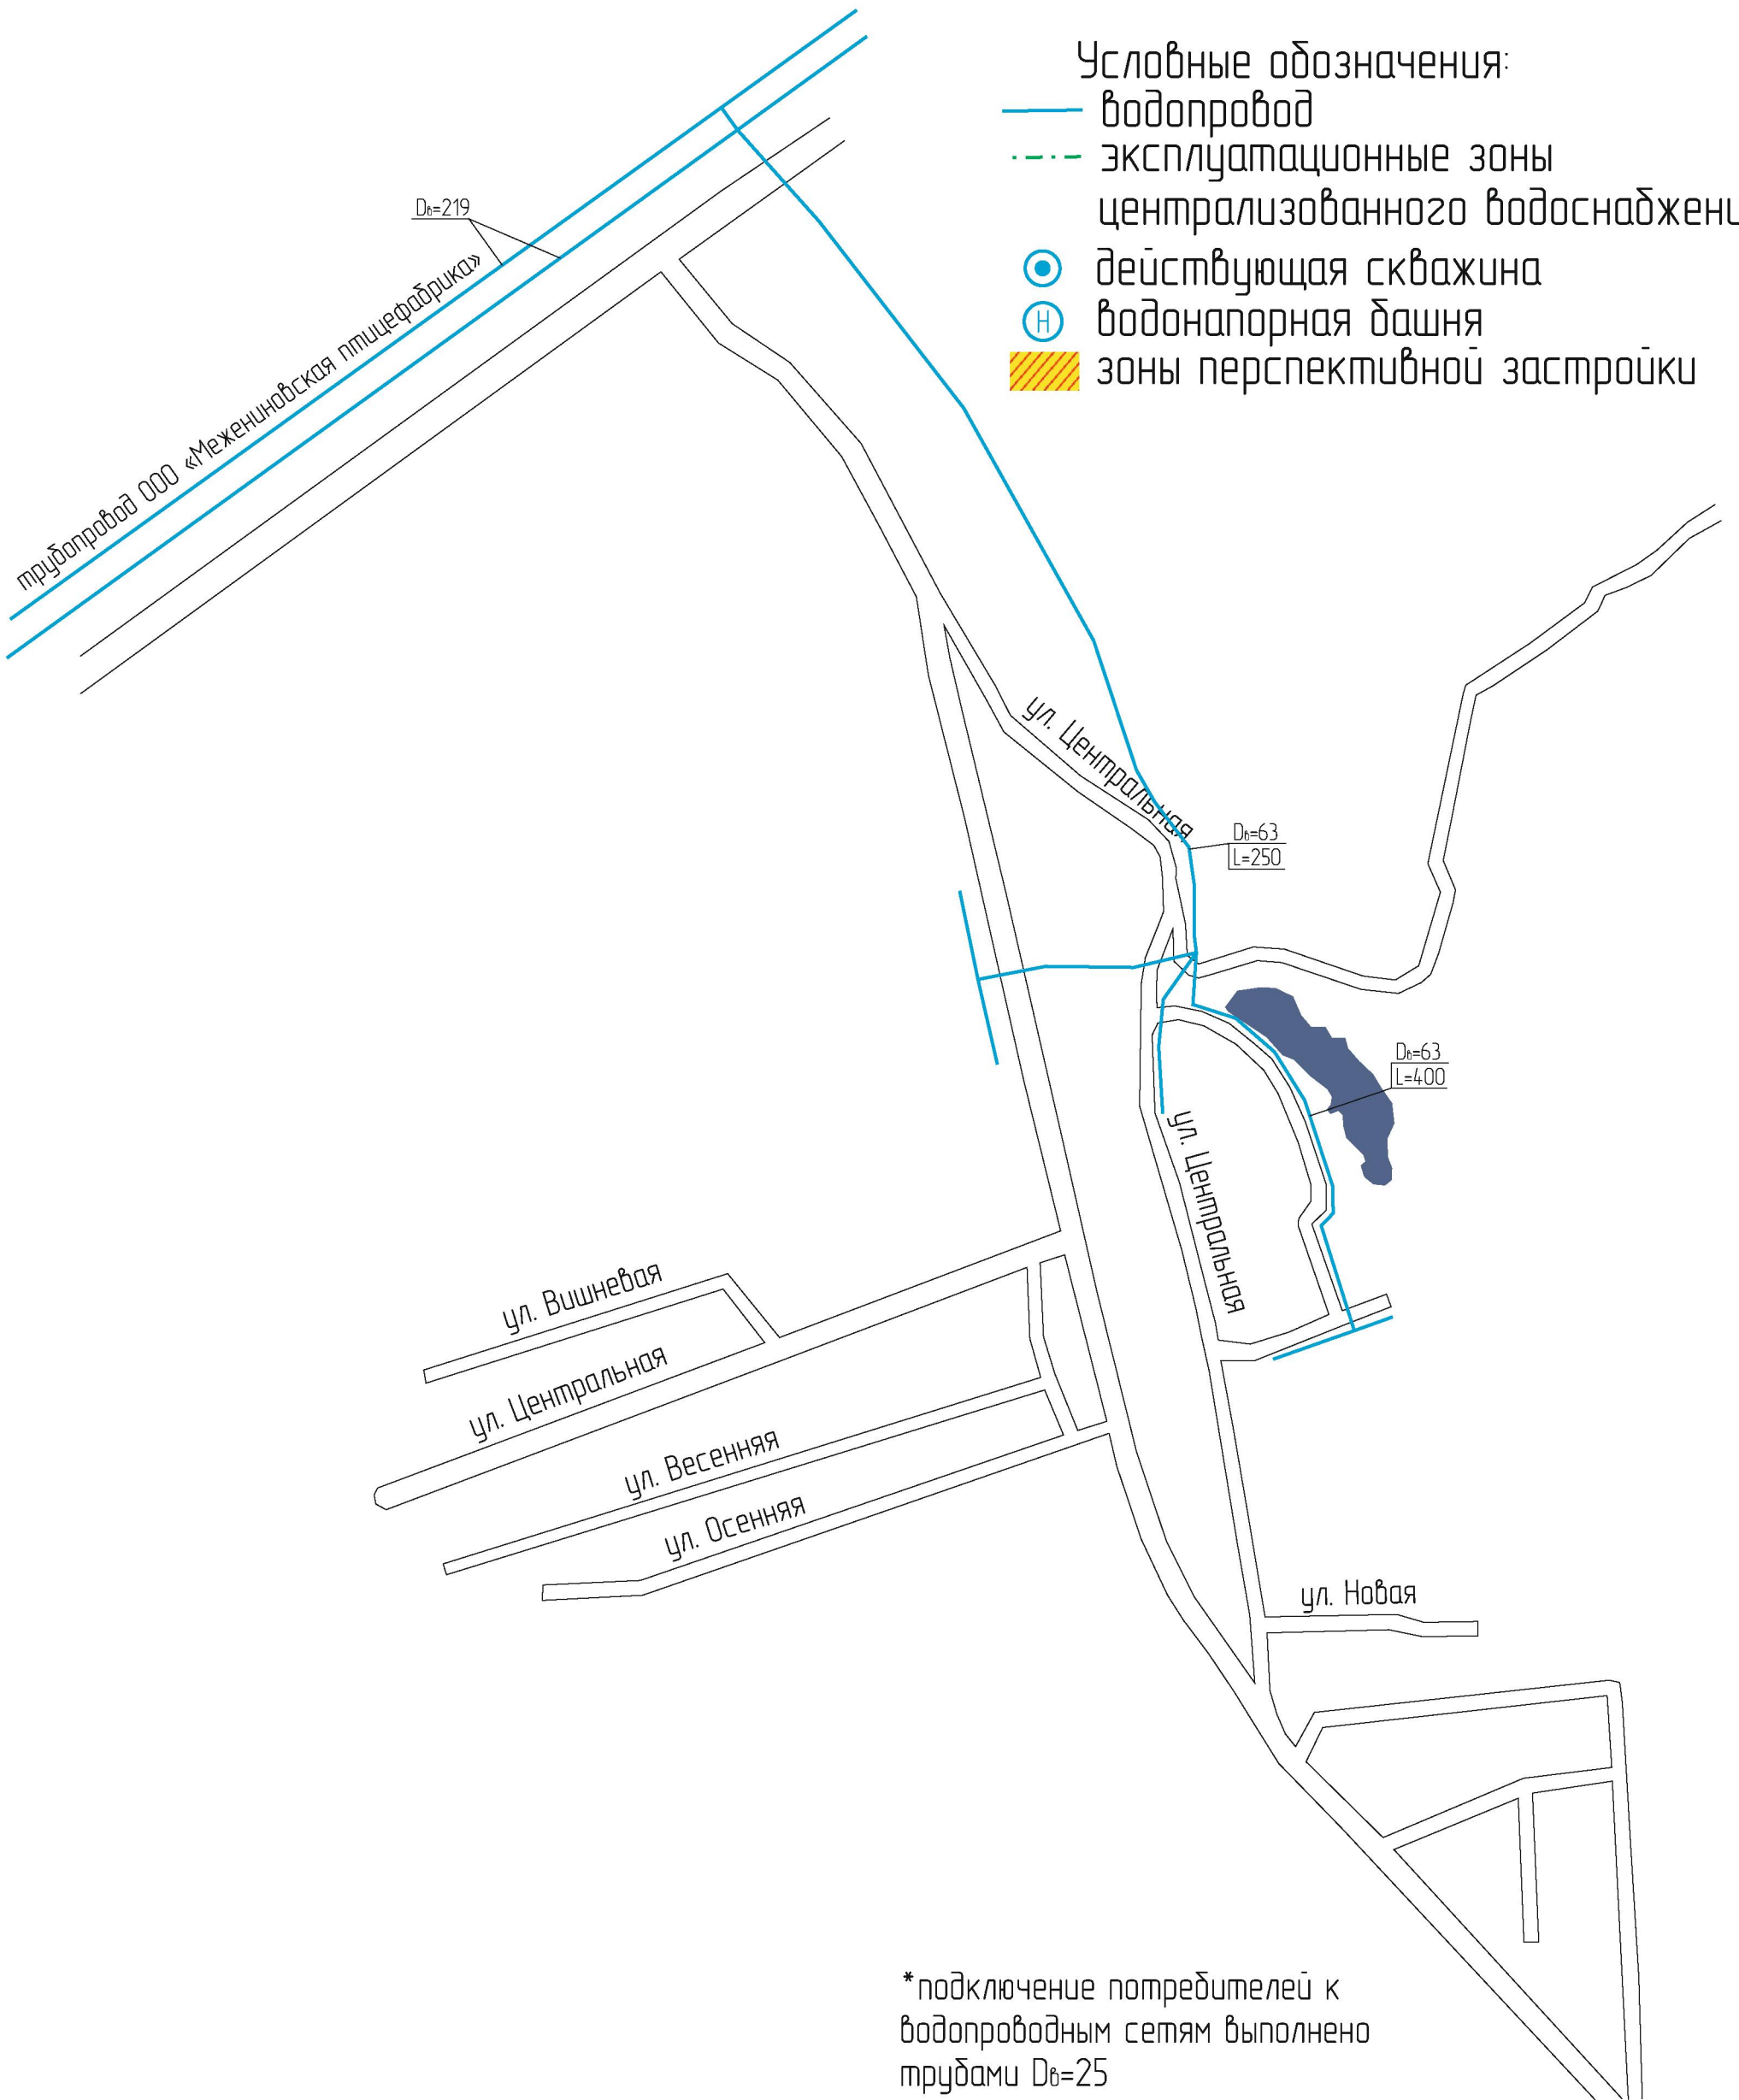 Условные обозначения:
водопровод
эксплуатационные зоны
централизованного водоснабжени
действующая скважина
Н
водонапорная башня
зоны перспективной застройки
Dв=219
трубопровод ООО «Межениновская птицефабрика»
ул. Центральная
Dв=63
L=250
Dв=63
L=400
ул. Центральная
ул. Вишневая
ул. Центральная
ул. Весенняя
ул. Осенняя
ул. Новая
*подключение потребителей к
водопроводным сетям выполнено
трубами Dв=25